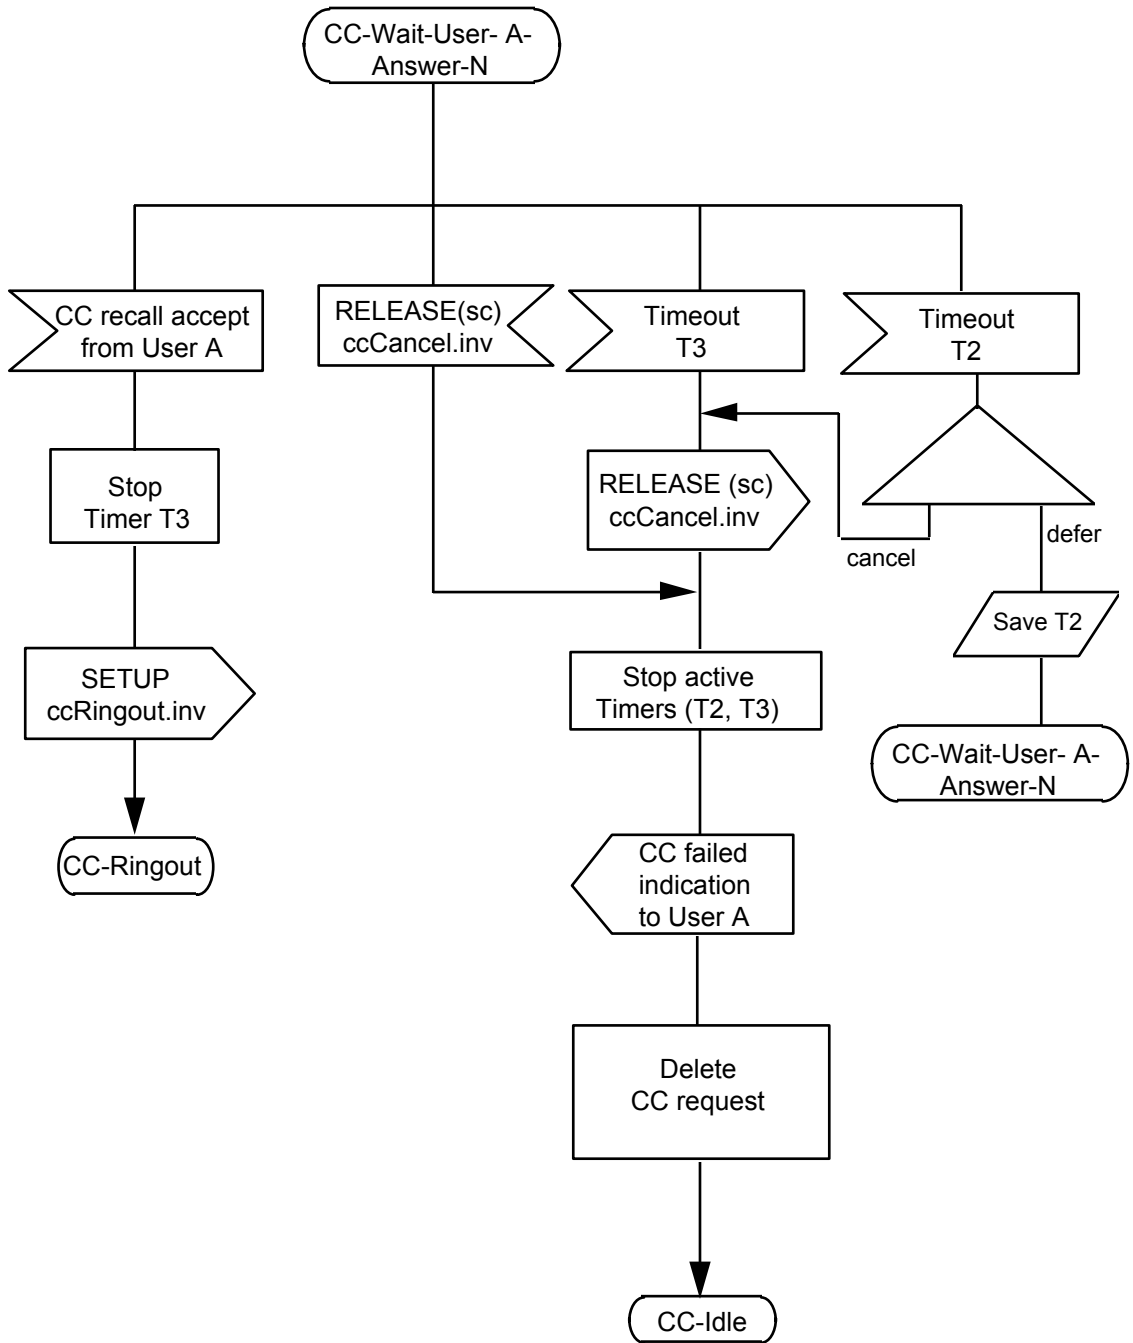 CC-Wait-User- A-
Answer-N
CC recall accept
from User A
RELEASE(sc)
ccCancel.inv
Timeout
T3
Timeout
T2
Stop
Timer T3
RELEASE (sc)
ccCancel.inv
cancel
defer
Save T2
SETUP
ccRingout.inv
Stop active
Timers (T2, T3)
CC-Wait-User- A-
Answer-N
CC-Ringout
CC failed
indication
to User A
Delete
CC request
CC-Idle